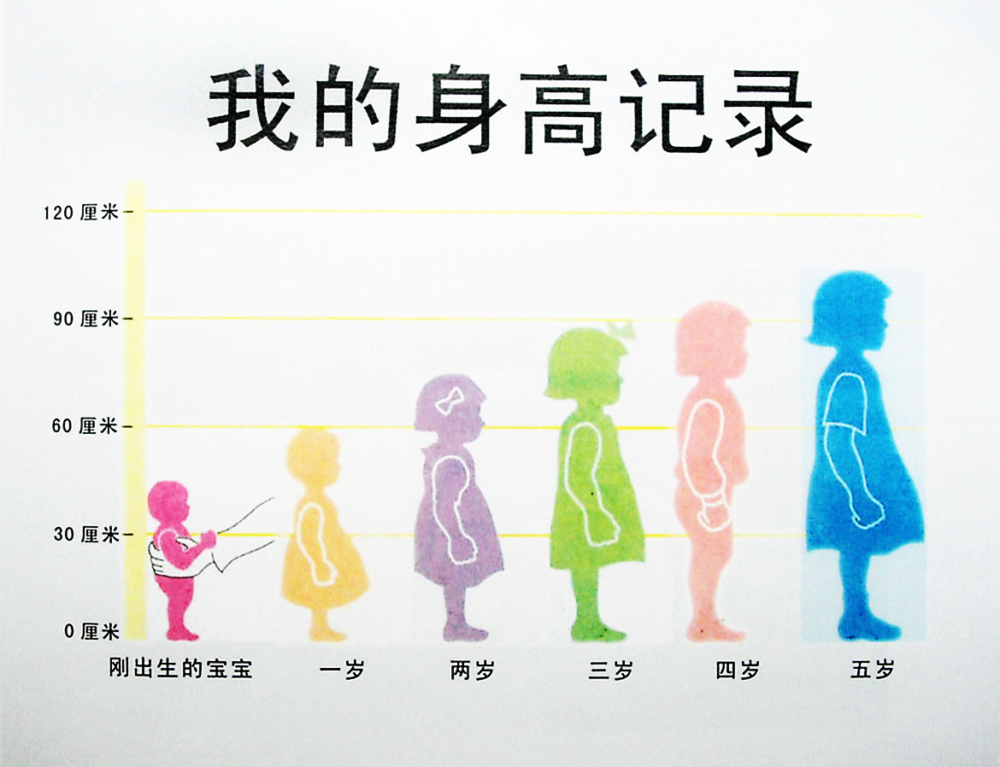 我的身高记录
120 厘米
90 厘米
60 厘米
30 厘米
0 厘米
刚出生的宝宝 一岁 两岁 三岁 四岁 五岁